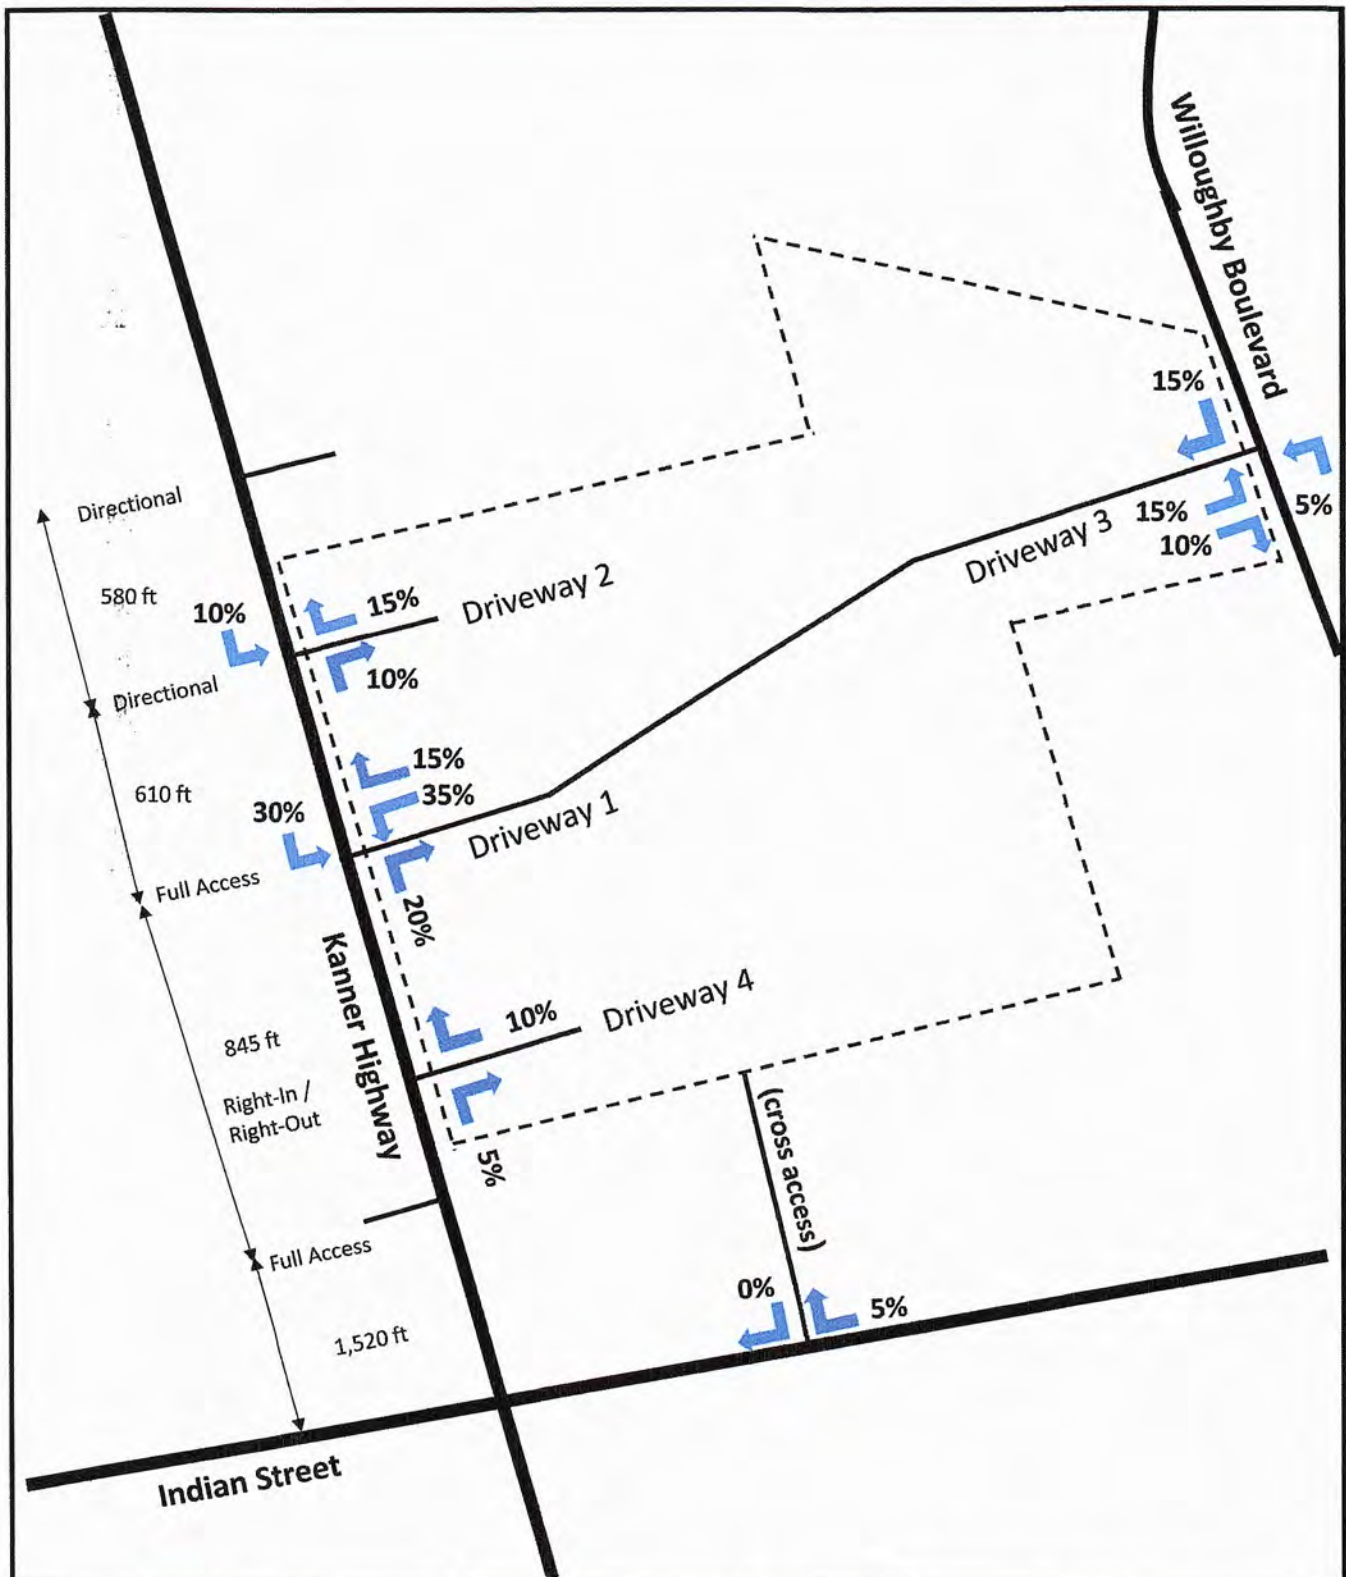 Willoughby Boulevard
15%
5%
15%
10%
Driveway 3
Directional
580 ft
10%
15%
Driveway 2
10%
Directional
610 ft
15%
35%
30%
Driveway 1
20%
Full Access
Kanner Highway
845 ft
Right-In /
Right-Out
10%
Driveway 4
5%
(cross access)
Full Access
1,520 ft
0%
5%
Indian Street